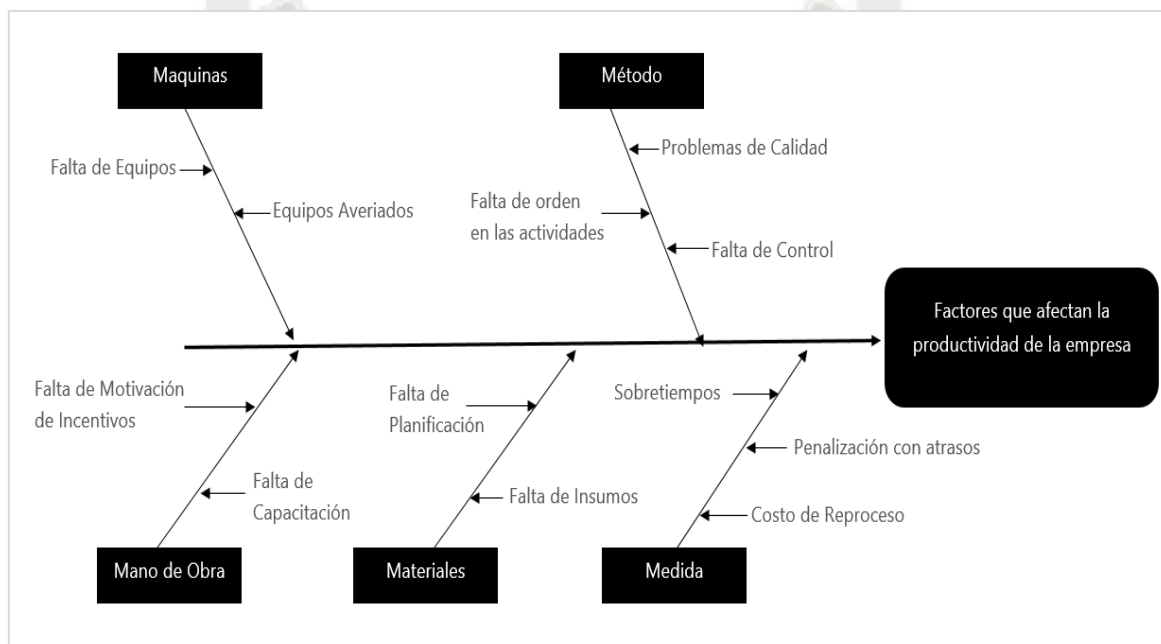 Maquinas
Método
Falta de Equipos
Equipos Averiados
Problemas de Calidad
Falta de orden
en las actividades
Falta de Control
Factores que afectan la
productividad de la empresa
Falta de Motivación
de Incentivos
Falta de
Capacitación
Falta de
Planificación
Falta de Insumos
Sobretiempos
Penalización con atrasos
Costo de Reproceso
Mano de Obra
Materiales
Medida